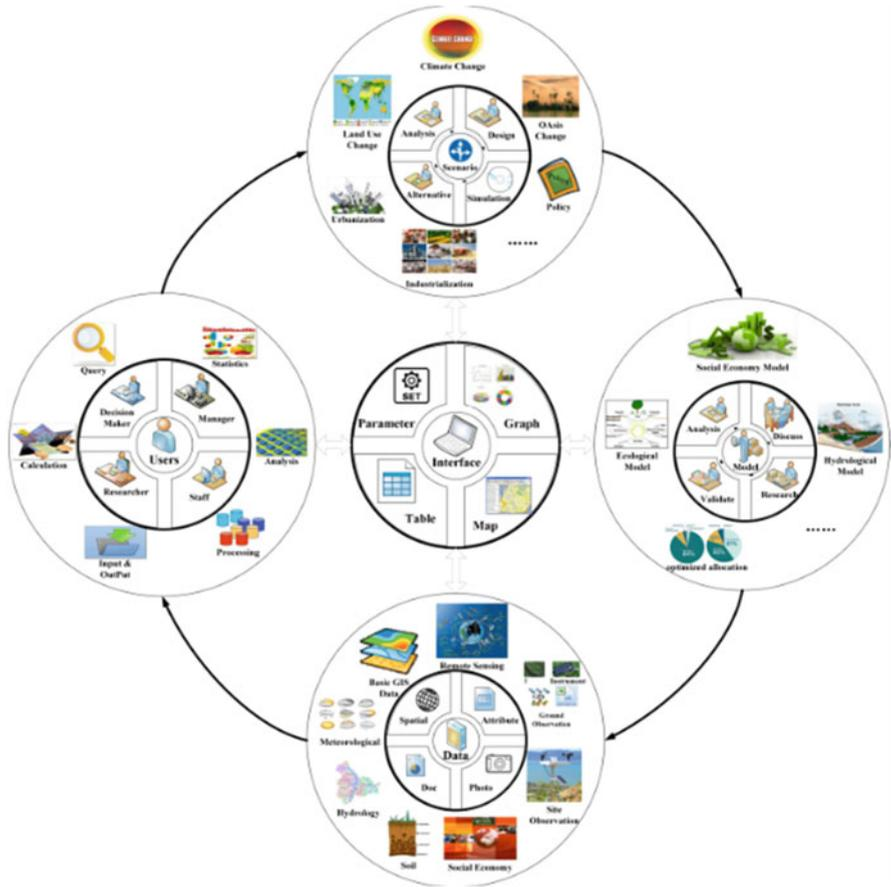 CLIMATE CHANGE
Climate Change
Land Use
Change
OAsis
Change
Analysis
Design
Scenario
Alternative
Simulation
Policy
Policy
Urbanization
Industrialization
......
Query
Statistics
Decision
Maker
Manager
Calculation
Users
Analysis
Researcher
Staff
Input &
OutPut
Processing
SET
Parameter
Graph
Interface
Table
Map
Social Economy Model
Analysis
Discuss
Ecological
Model
Model
Hydrological
Model
Validate
Research
......
optimized allocation
Remote Sensing
Basic GIS
Data
Instrument
Ground
Observation
Spatial
Attribute
Meteorological
Data
Doc
Photo
Hydrology
Site
Observation
Soil
Social Economy